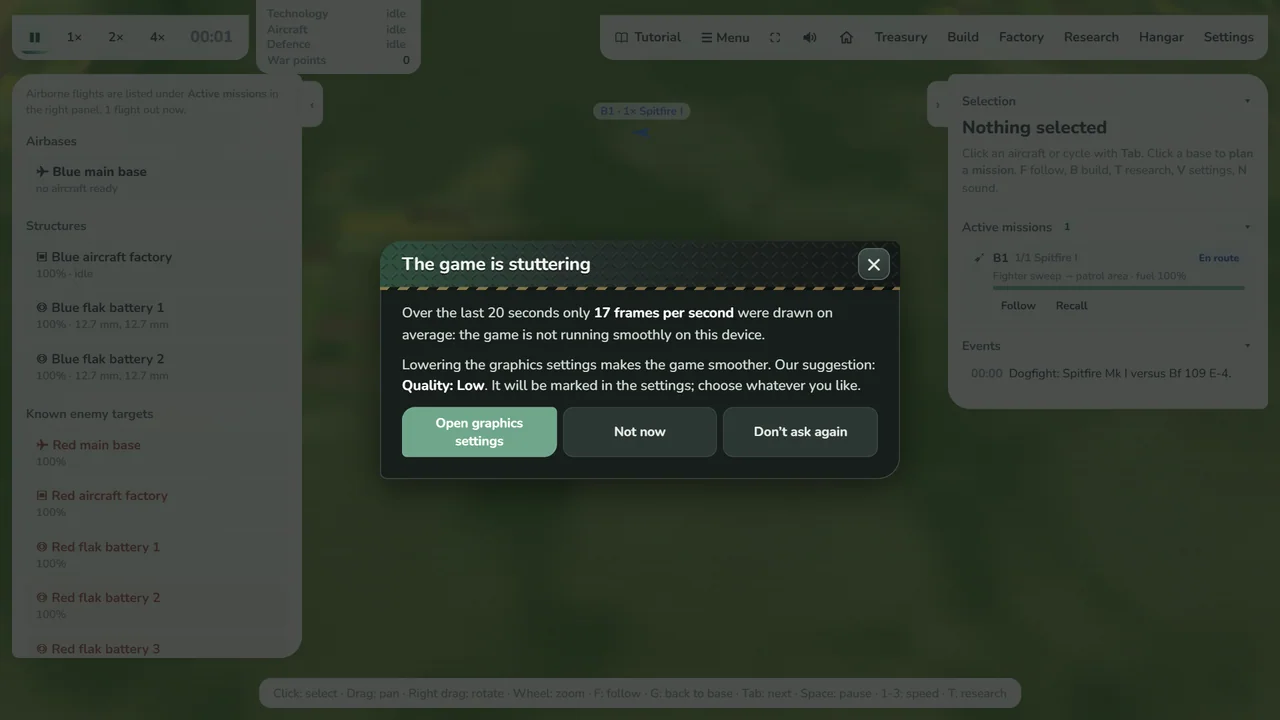 1× 2× 4× 00:01
Technology idle
Aircraft idle
Defence idle
War points 0
Tutorial Menu Treasury Build Factory Research Hangar Settings
Airborne flights are listed under Active missions in
the right panel, 1 flight out now.
Airbases
Blue main base
no aircraft ready
Structures
Blue aircraft factory
100% · idle
Blue flak battery 1
100% · 12.7 mm, 12.7 mm
Blue flak battery 2
100% · 12.7 mm, 12.7 mm
Known enemy targets
Red main base
100%
Red aircraft factory
100%
Red flak battery 1
100%
Red flak battery 2
100%
Red flak battery 3
B1 · 1× Spitfire I
The game is stuttering
Over the last 20 seconds only 17 frames per second were drawn on
average: the game is not running smoothly on this device.
Lowering the graphics settings makes the game smoother. Our suggestion:
Quality: Low. It will be marked in the settings; choose whatever you like.
Open graphics
settings
Not now
Don’t ask again
Selection
Nothing selected
Click an aircraft or cycle with Tab. Click a base to plan
a mission. F follow, B build, T research, V settings, N
sound.
Active missions 1
B1 1/1 Spitfire I En route
Fighter sweep → patrol area · fuel 100%
Follow Recall
Events
00:00 Dogfight: Spitfire Mk I versus Bf 109 E-4.
Click: select · Drag: pan · Right drag: rotate · Wheel: zoom · F: follow · G: back to base · Tab: next · Space: pause · 1-3: speed · T: research